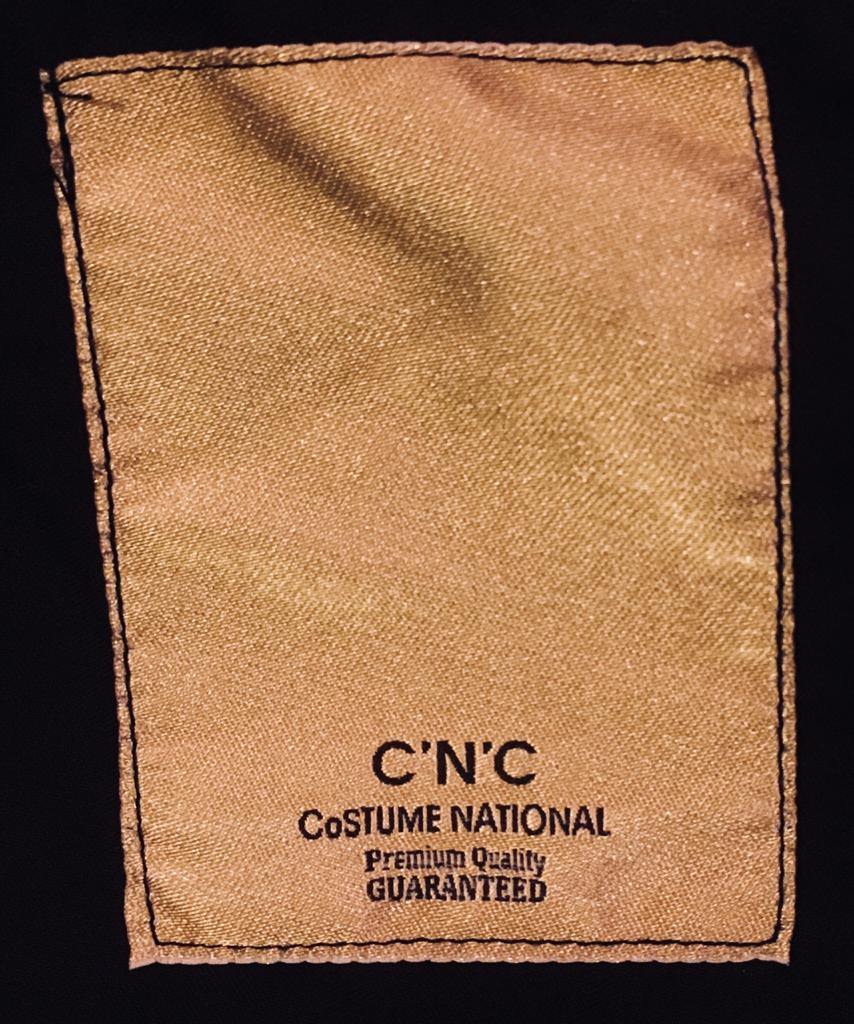 C'N'C
CoSTUME NATIONAL
Premium Quality
GUARANTEED